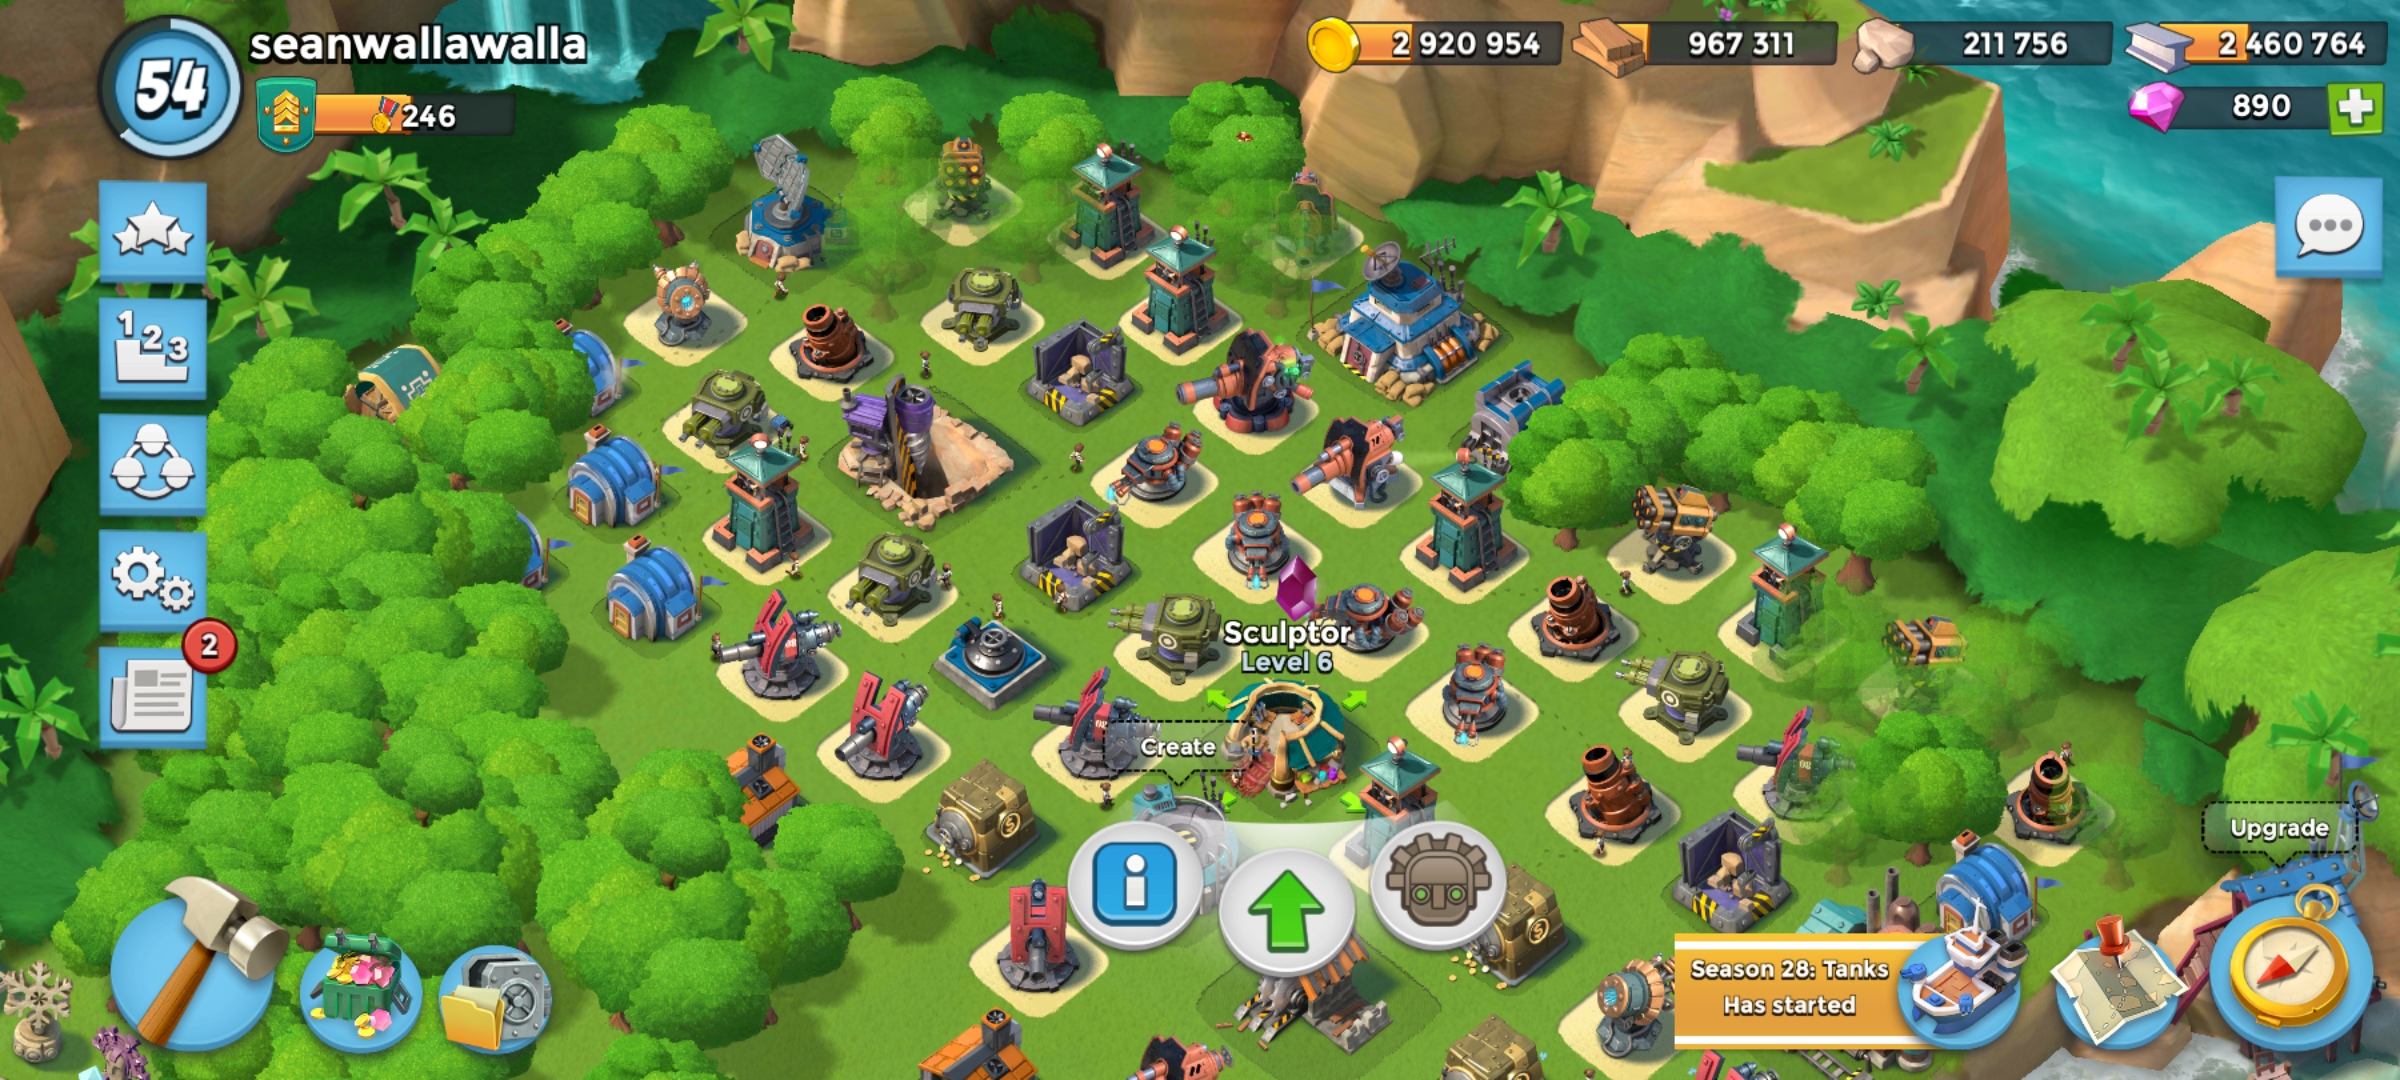 54
seanwallawalla
246
2 920 954
967 311
211 756
2 460 764
890
1 2 3
2
Sculptor
Level 6
Create
Upgrade
Season 28: Tanks
Has started